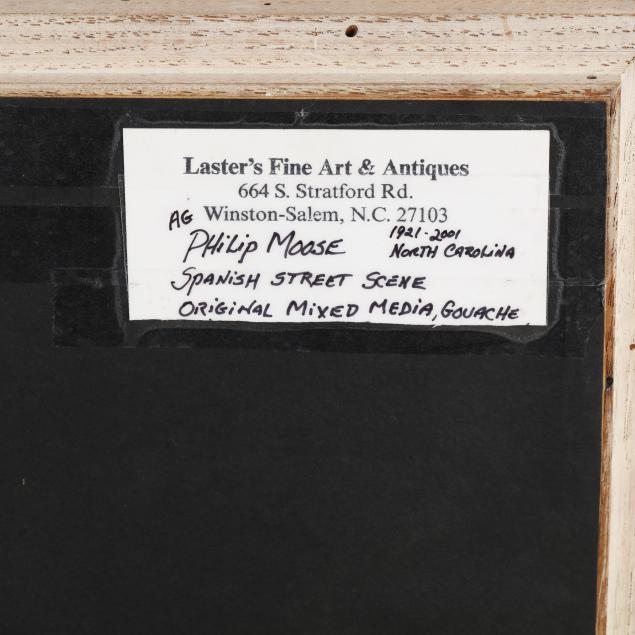 Laster's Fine Art & Antiques
664 S. Stratford Rd.
Winston-Salem, N.C. 27103
AG
Philip Moose 1921-2001
North Carolina
Spanish Street Scene
Original Mixed Media, Gouache